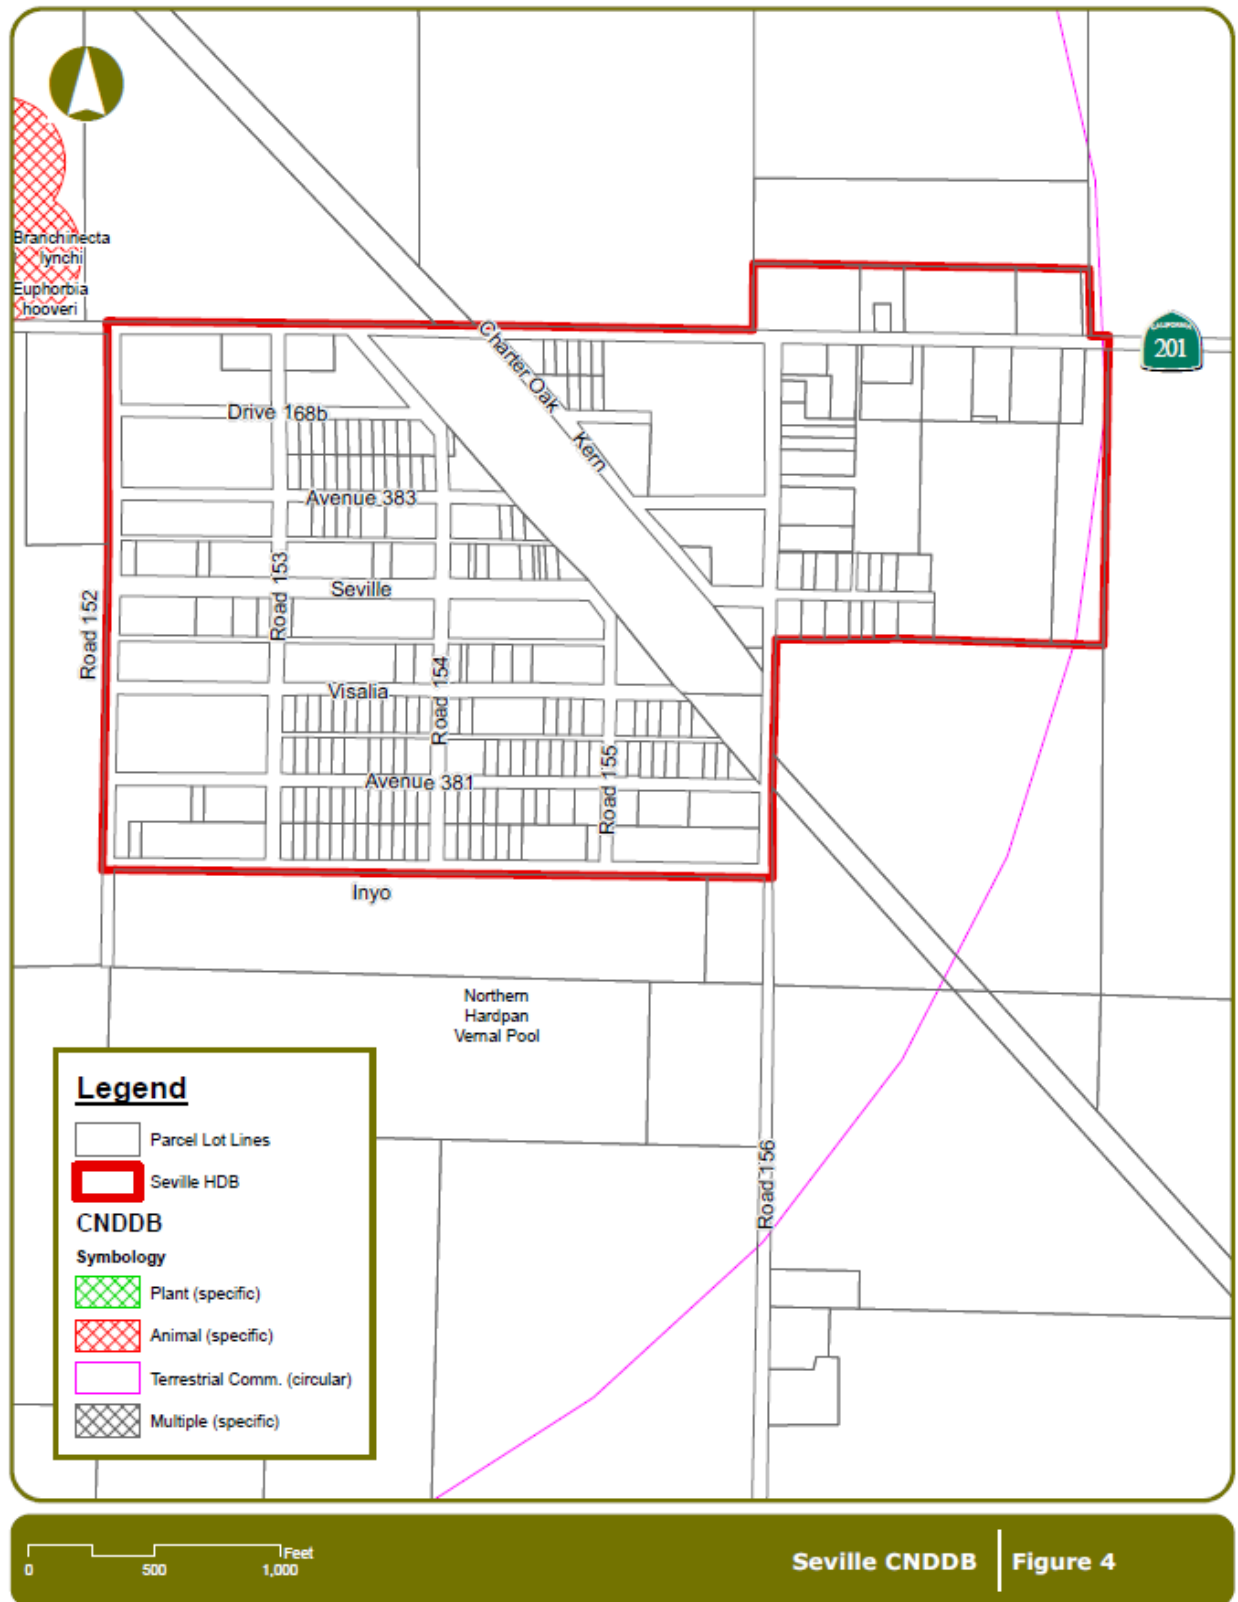 Branchinecta
lynchi
Euphorbia
hooveri
CALIFORNIA
201
Charter Oak
Kern
Drive 168b
Avenue 383
Road 153
Seville
Road 152
Road 154
Visalia
Road 155
Avenue 381
Inyo
Northern
Hardpan
Vernal Pool
Road 156
Legend
Parcel Lot Lines
Seville HDB
CNDDB
Symbology
Plant (specific)
Animal (specific)
Terrestrial Comm. (circular)
Multiple (specific)
Feet
0 500 1,000
Seville CNDDB Figure 4